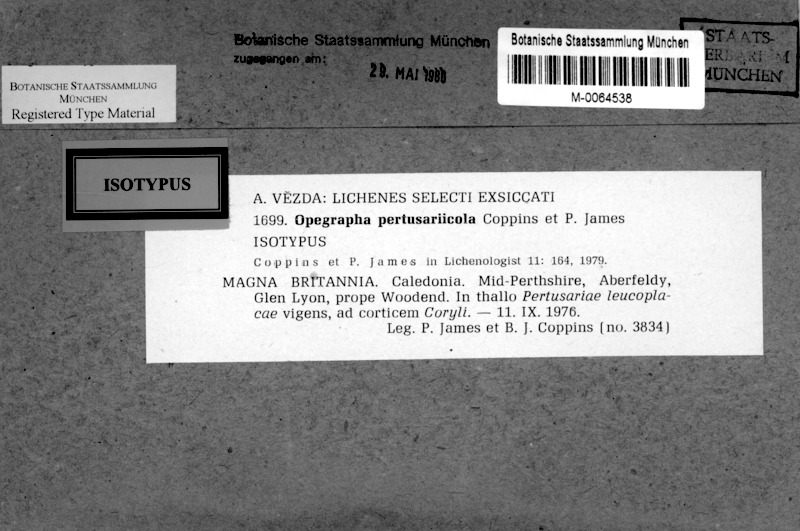 Botanische Staatssammlung München
zugegangen am:
MAI
Botanische Staatssammlung München
M-0064538
STAATS-
MÜNCHEN
BOTANISCHE STAATSSAMMLUNG
MÜNCHEN
Registered Type Material
ISOTYPUS
A. VĚZDA: LICHENES SELECTI EXSICCATI
1699. Opegrapha pertusariicola Coppins et P. James
ISOTYPUS
Coppins et P. James in Lichenologist 11: 164, 1979.
MAGNA BRITANNIA. Caledonia. Mid-Perthshire, Aberfeldy,
Glen Lyon, prope Woodend. In thallo Pertusariae leucopla-
cae vigens, ad corticem Coryli. — 11. IX. 1976.
Leg. P. James et B. J. Coppins (no. 3834)